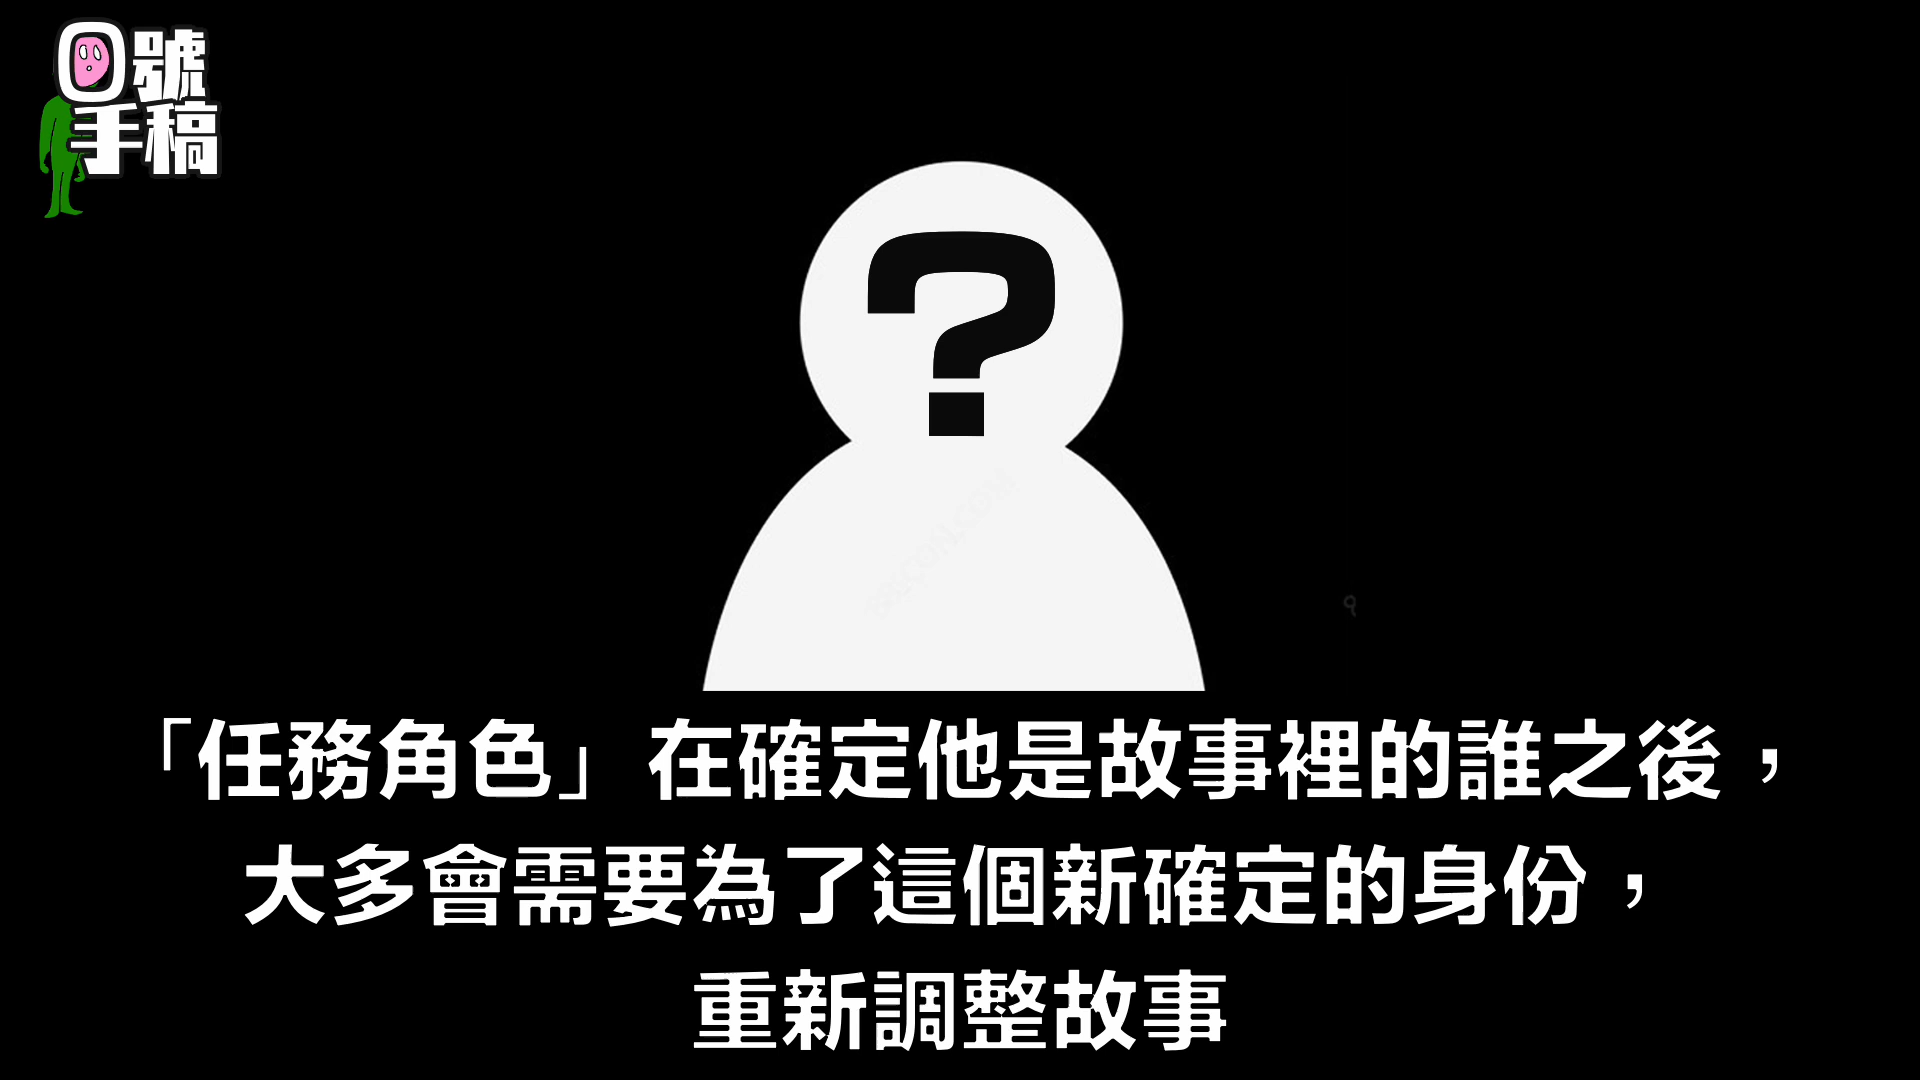 0號
手稿
?
「任務角色」在確定他是故事裡的誰之後，
大多會需要為了這個新確定的身份，
重新調整故事